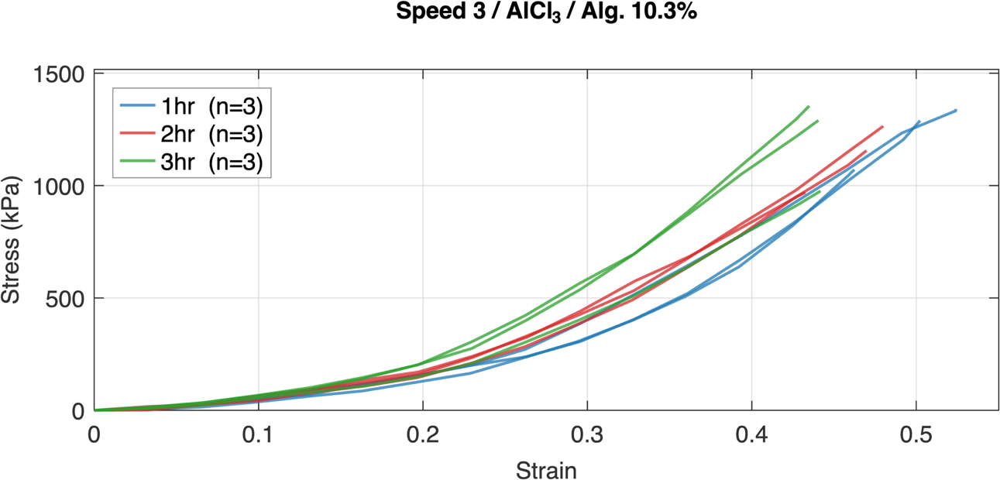 Speed 3 / AlCl₃ / Alg. 10.3%
1500
1hr (n=3)
2hr (n=3)
3hr (n=3)
1000
500
0
Stress (kPa)
0 0.1 0.2 0.3 0.4 0.5
Strain